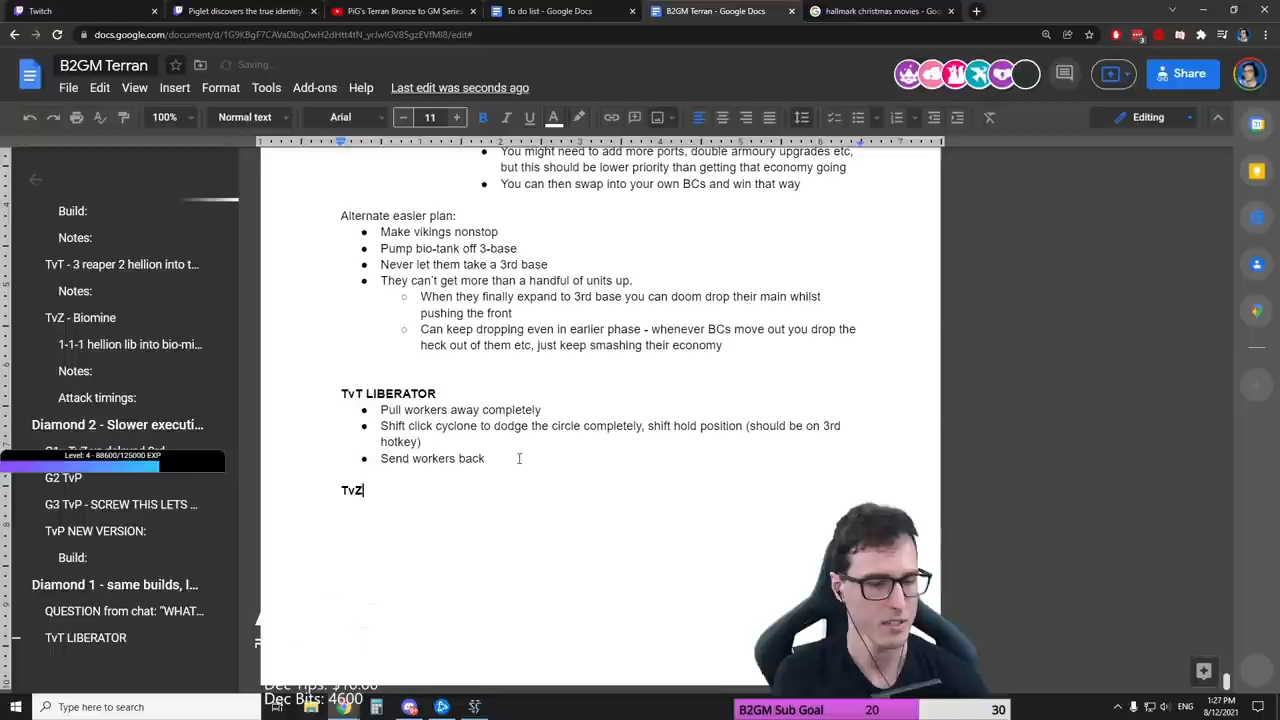 Twitch
Piglet discovers the true identity
PiG's Terran Bronze to GM Series
To do list - Google Docs
B2GM Terran - Google Docs
hallmark christmas movies - Goo
docs.google.com/document/d/1G9KBgF7CAVaDbqDwH2dHtt4tN_yrJwIGV85gzEVfMI8/edit#
B2GM Terran
Saving...
File Edit View Insert Format Tools Add-ons Help Last edit was seconds ago
Share
100% Normal text Arial 11 Editing
You might need to add more ports, double armoury upgrades etc,
but this should be lower priority than getting that economy going
You can then swap into your own BCs and win that way
Alternate easier plan:
Make vikings nonstop
Pump bio-tank off 3-base
Never let them take a 3rd base
They can't get more than a handful of units up.
When they finally expand to 3rd base you can doom drop their main whilst
pushing the front
Can keep dropping even in earlier phase - whenever BCs move out you drop the
heck out of them etc, just keep smashing their economy
TvT LIBERATOR
Pull workers away completely
Shift click cyclone to dodge the circle completely, shift hold position (should be on 3rd
hotkey)
Send workers back
TvZ
Build:
Notes:
TvT - 3 reaper 2 hellion into t...
Notes:
TvZ - Biomine
1-1-1 hellion lib into bio-mi...
Notes:
Attack timings:
Diamond 2 - Slower executi...
Level: 4 - 88600/125000 EXP
G2 TvP
G3 TvP - SCREW THIS LETS ...
TvP NEW VERSION:
Build:
Diamond 1 - same builds, l...
QUESTION from chat: "WHAT...
TvT LIBERATOR
Dec Bits: 4600
Type here to search
B2GM Sub Goal 20 30
ENG
1:27 PM
8/12/2021